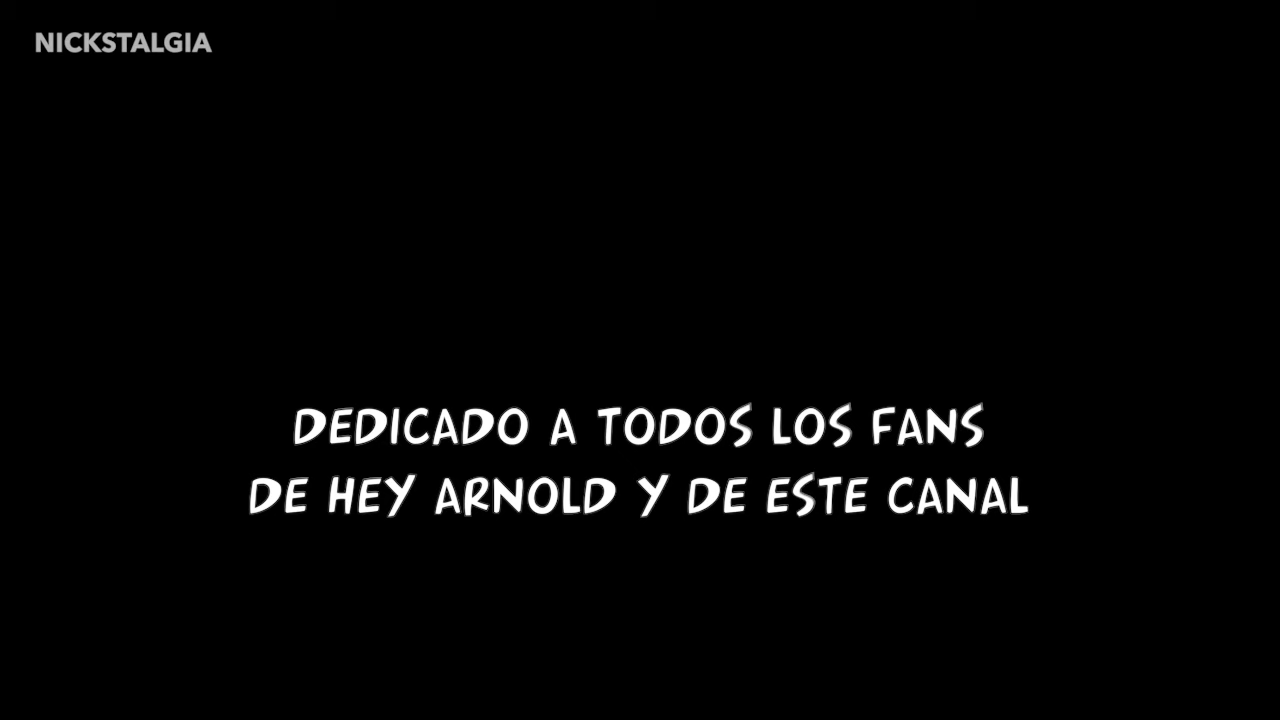 NICKSTALGIA
DEDICADO A TODOS LOS FANS
DE HEY ARNOLD Y DE ESTE CANAL